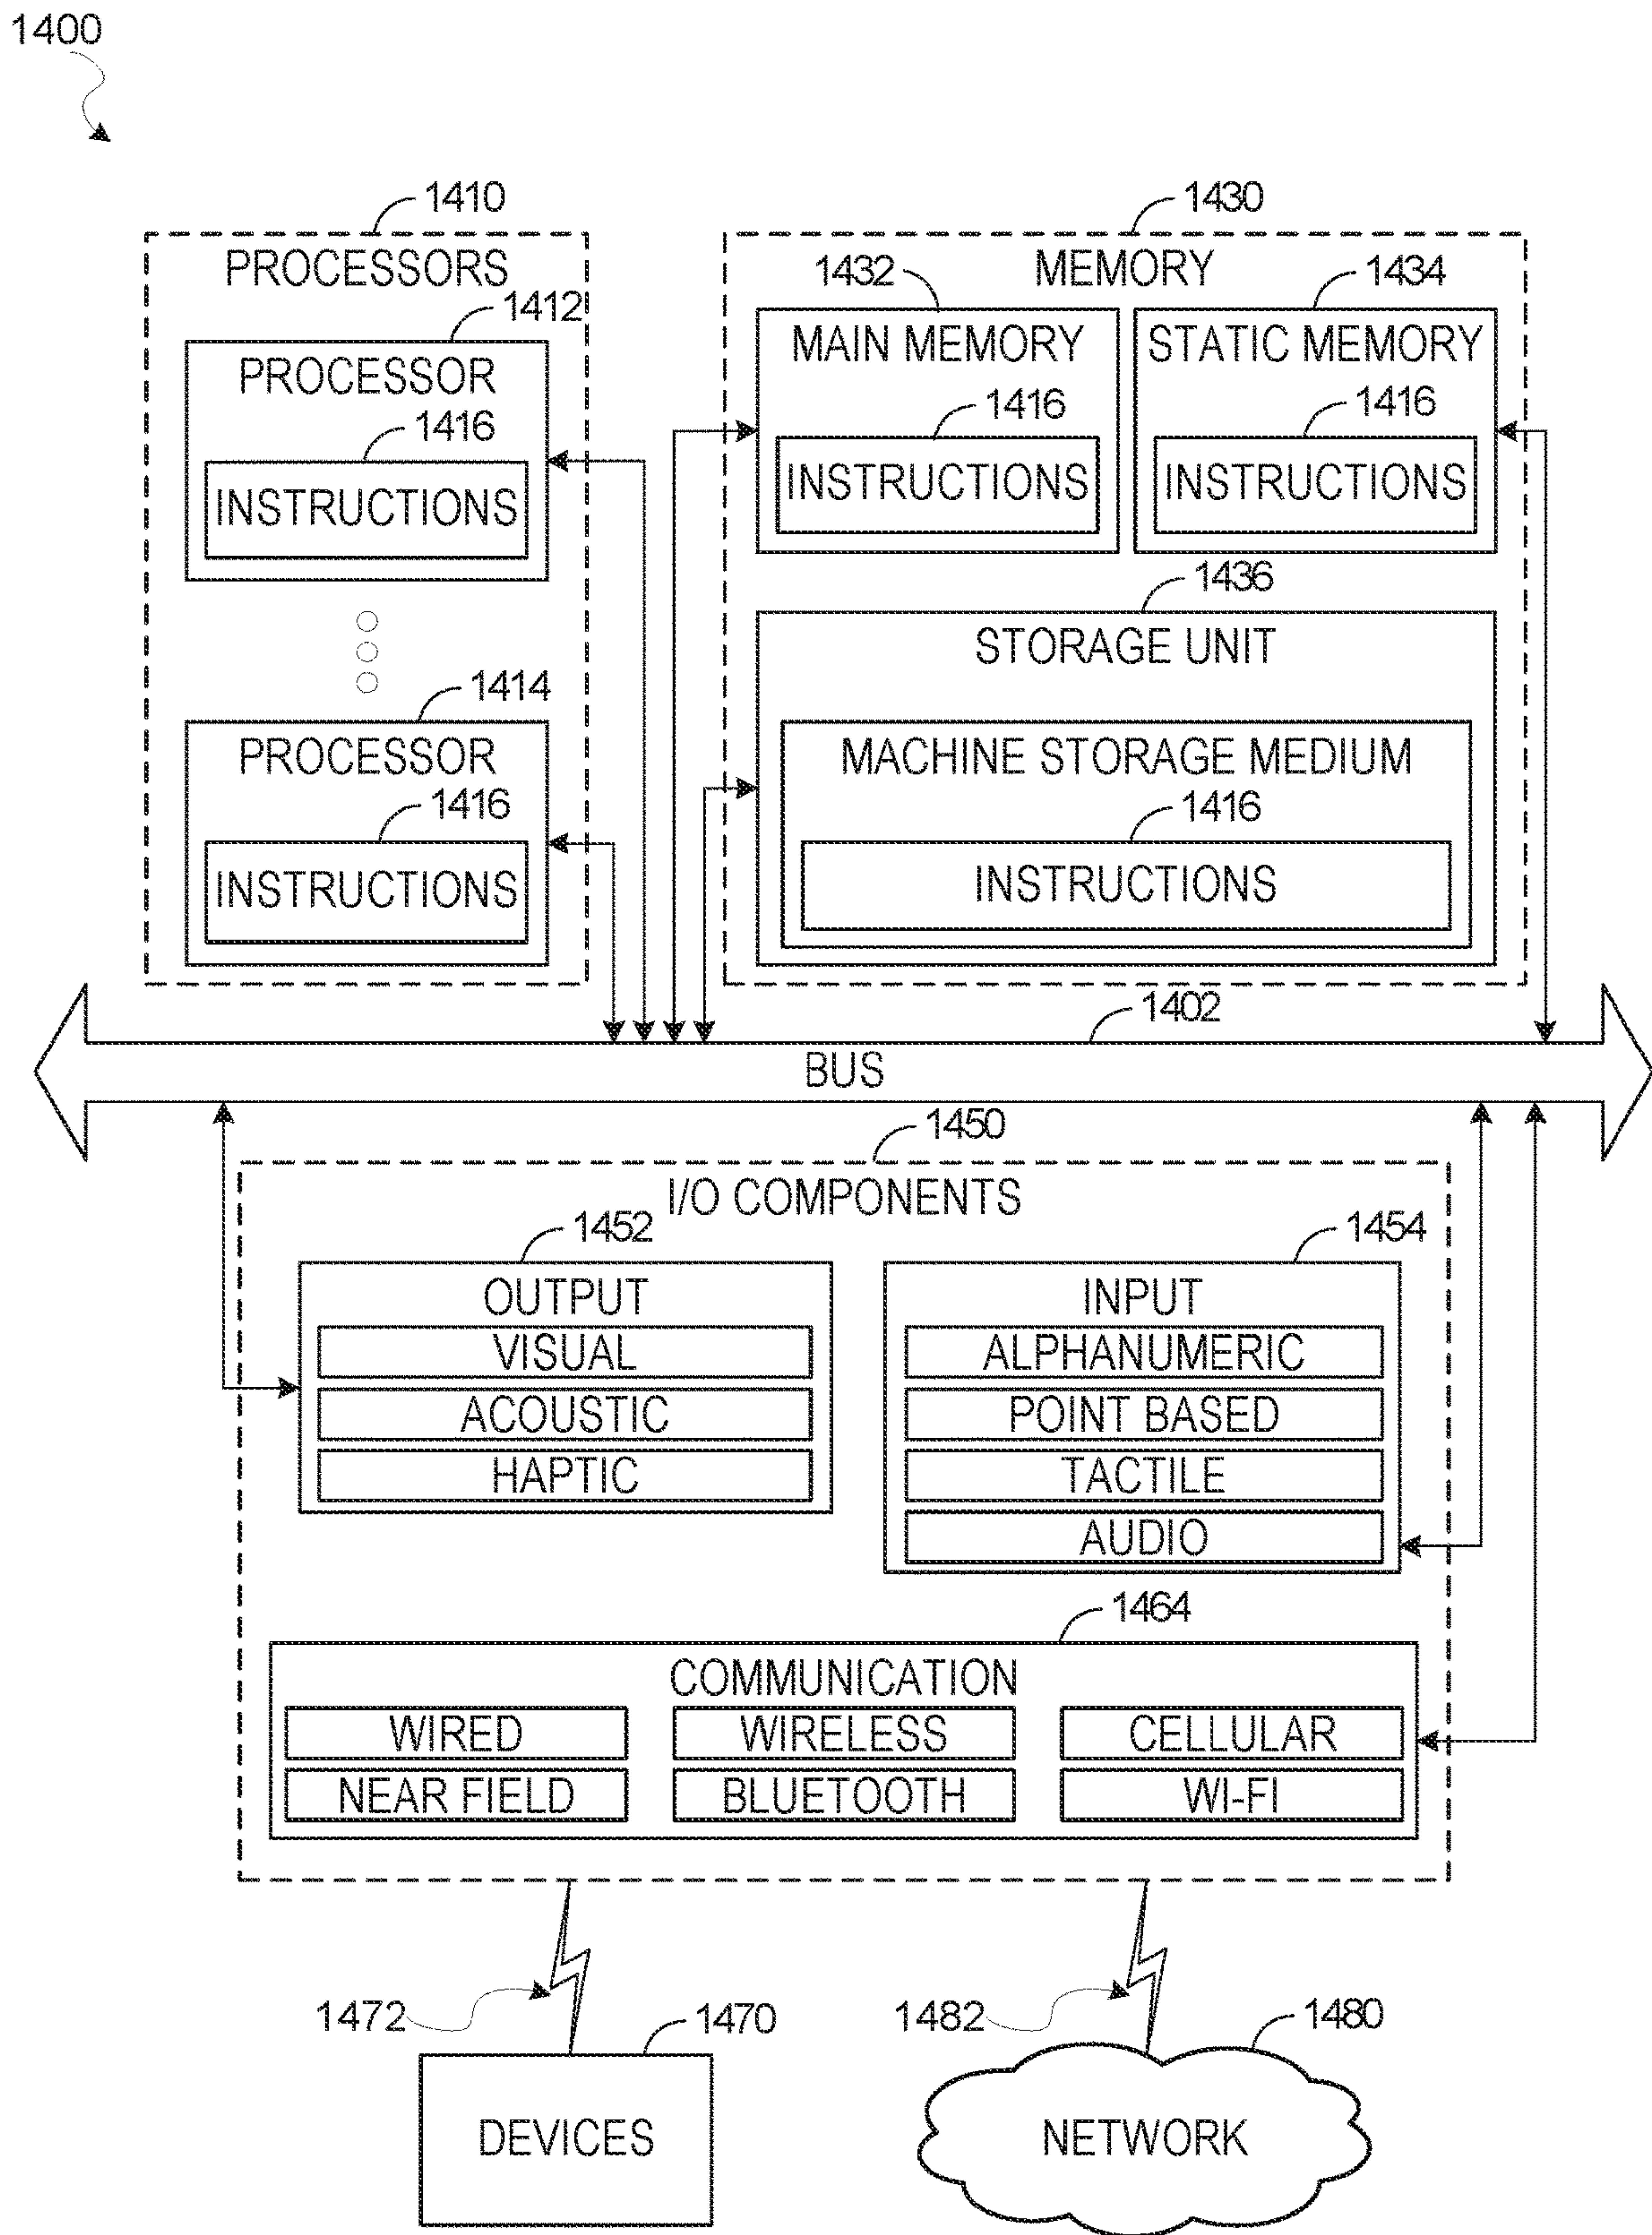 1400
1410
PROCESSORS
1412
PROCESSOR
1416
INSTRUCTIONS
1414
PROCESSOR
1416
INSTRUCTIONS
1430
MEMORY
1432
MAIN MEMORY
1416
INSTRUCTIONS
1434
STATIC MEMORY
1416
INSTRUCTIONS
1436
STORAGE UNIT
MACHINE STORAGE MEDIUM
1416
INSTRUCTIONS
1402
BUS
1450
I/O COMPONENTS
1452
OUTPUT
VISUAL
ACOUSTIC
HAPTIC
1454
INPUT
ALPHANUMERIC
POINT BASED
TACTILE
AUDIO
1464
COMMUNICATION
WIRED
WIRELESS
CELLULAR
NEAR FIELD
BLUETOOTH
WI-FI
1472
1470
DEVICES
1482
1480
NETWORK